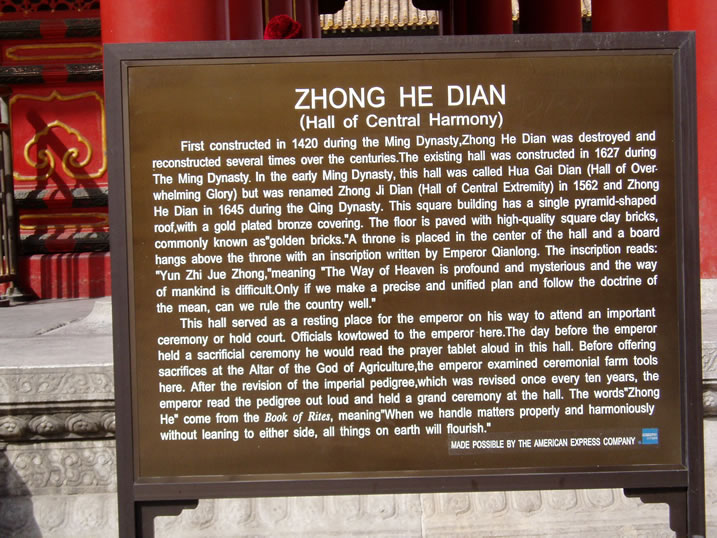 ZHONG HE DIAN
(Hall of Central Harmony)
First constructed in 1420 during the Ming Dynasty,Zhong He Dian was destroyed and
reconstructed several times over the centuries.The existing hall was constructed in 1627 during
The Ming Dynasty. In the early Ming Dynasty, this hall was called Hua Gai Dian (Hall of Over-
whelming Glory) but was renamed Zhong Ji Dian (Hall of Central Extremity) in 1562 and Zhong
He Dian in 1645 during the Qing Dynasty. This square building has a single pyramid-shaped
roof,with a gold plated bronze covering. The floor is paved with high-quality square clay bricks,
commonly known as"golden bricks."A throne is placed in the center of the hall and a board
hangs above the throne with an inscription written by Emperor Qianlong. The inscription reads:
"Yun Zhi Jue Zhong,"meaning "The Way of Heaven is profound and mysterious and the way
of mankind is difficult.Only if we make a precise and unified plan and follow the doctrine of
the mean, can we rule the country well."
This hall served as a resting place for the emperor on his way to attend an important
ceremony or hold court. Officials kowtowed to the emperor here.The day before the emperor
held a sacrificial ceremony he would read the prayer tablet aloud in this hall. Before offering
sacrifices at the Altar of the God of Agriculture,the emperor examined ceremonial farm tools
here. After the revision of the imperial pedigree,which was revised once every ten years, the
emperor read the pedigree out loud and held a grand ceremony at the hall. The words"Zhong
He" come from the Book of Rites, meaning"When we handle matters properly and harmoniously
without leaning to either side, all things on earth will flourish."
MADE POSSIBLE BY THE AMERICAN EXPRESS COMPANY